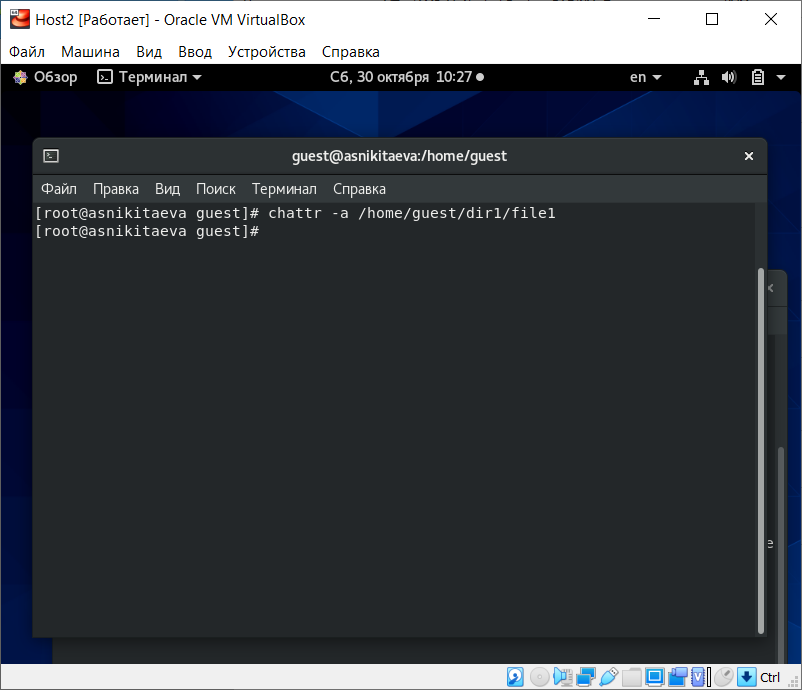 Host2 [Работает] - Oracle VM VirtualBox
Файл Машина Вид Ввод Устройства Справка
Обзор Терминал Сб, 30 октября 10:27 en
guest@asnikitaeva:/home/guest
Файл Правка Вид Поиск Терминал Справка
[root@asnikitaeva guest]# chattr -a /home/guest/dir1/file1
[root@asnikitaeva guest]#
Ctrl